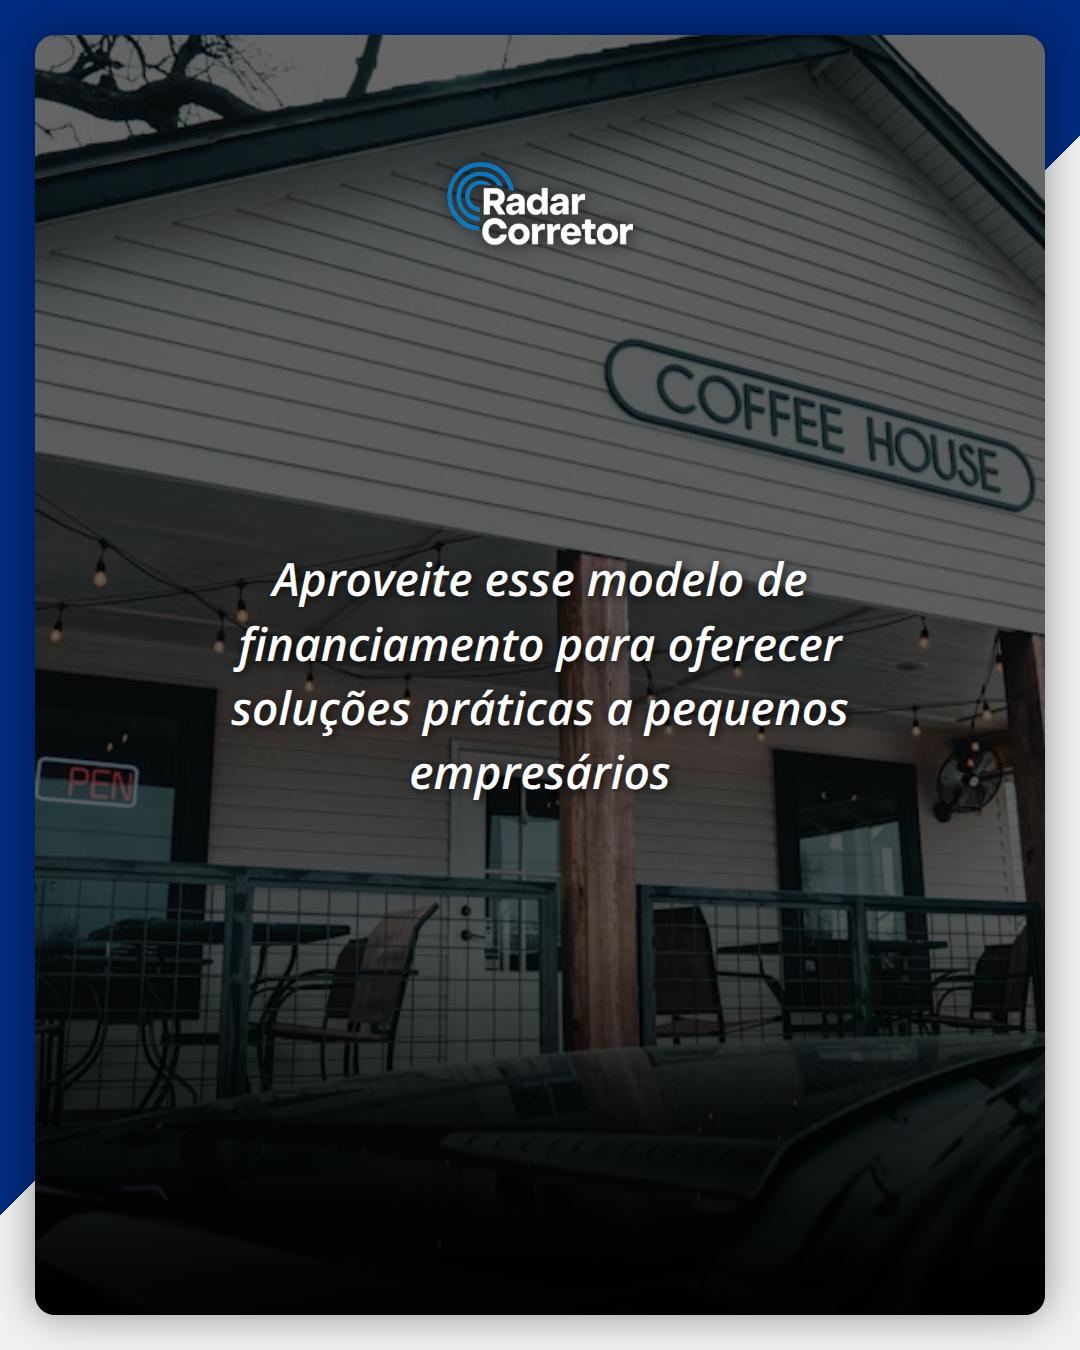 Radar
Corretor
COFFEE HOUSE
Aproveite esse modelo de
financiamento para oferecer
soluções práticas a pequenos
empresários
PEN